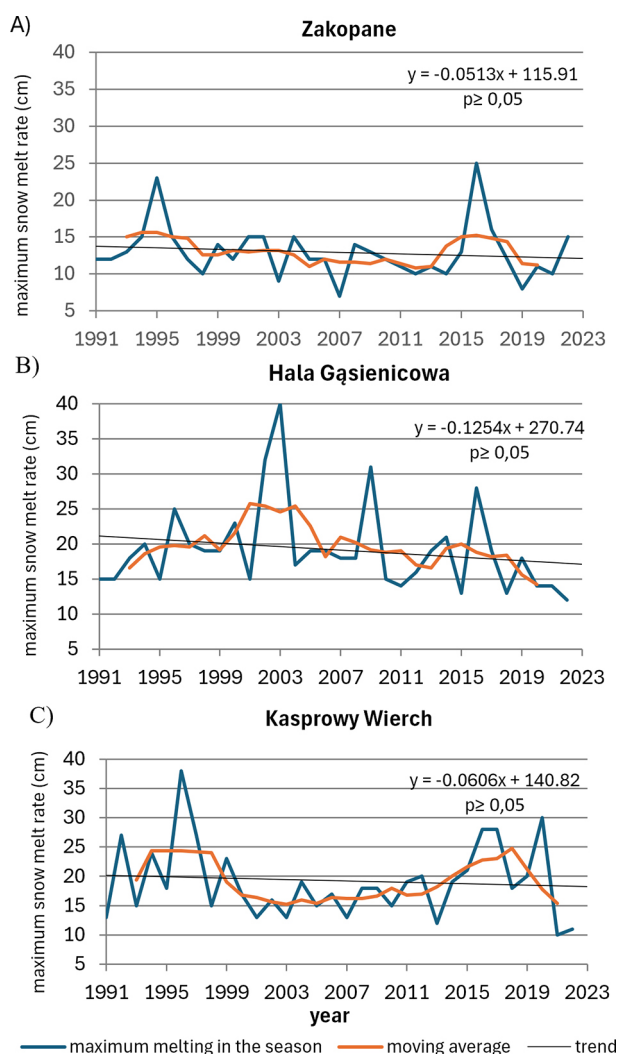 A)
Zakopane
maximum snow melt rate (cm)
40
35
30
25
20
15
10
5
y = -0.0513x + 115.91
p≥ 0,05
1991 1995 1999 2003 2007 2011 2015 2019 2023
B)
Hala Gąsienicowa
maximum snow melt rate (cm)
40
35
30
25
20
15
10
5
y = -0.1254x + 270.74
p≥ 0,05
1991 1995 1999 2003 2007 2011 2015 2019 2023
C)
Kasprowy Wierch
maximum snow melt rate (cm)
40
35
30
25
20
15
10
5
y = -0.0606x + 140.82
p≥ 0,05
1991 1995 1999 2003 2007 2011 2015 2019 2023
year
maximum melting in the season moving average trend